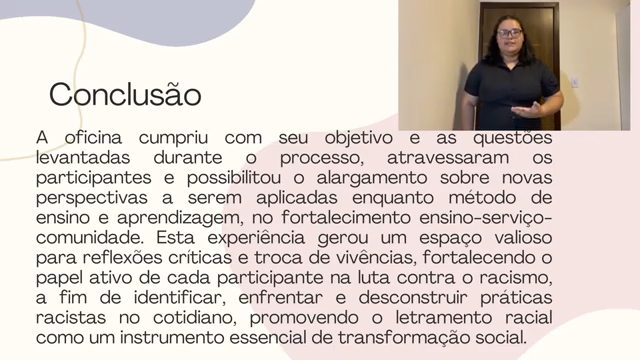 Conclusão
A oficina cumpriu com seu objetivo e as questões
levantadas durante o processo, atravessaram os
participantes e possibilitou o alargamento sobre novas
perspectivas a serem aplicadas enquanto método de
ensino e aprendizagem, no fortalecimento ensino-serviço-
comunidade. Esta experiência gerou um espaço valioso
para reflexões críticas e troca de vivências, fortalecendo o
papel ativo de cada participante na luta contra o racismo,
a fim de identificar, enfrentar e desconstruir práticas
racistas no cotidiano, promovendo o letramento racial
como um instrumento essencial de transformação social.